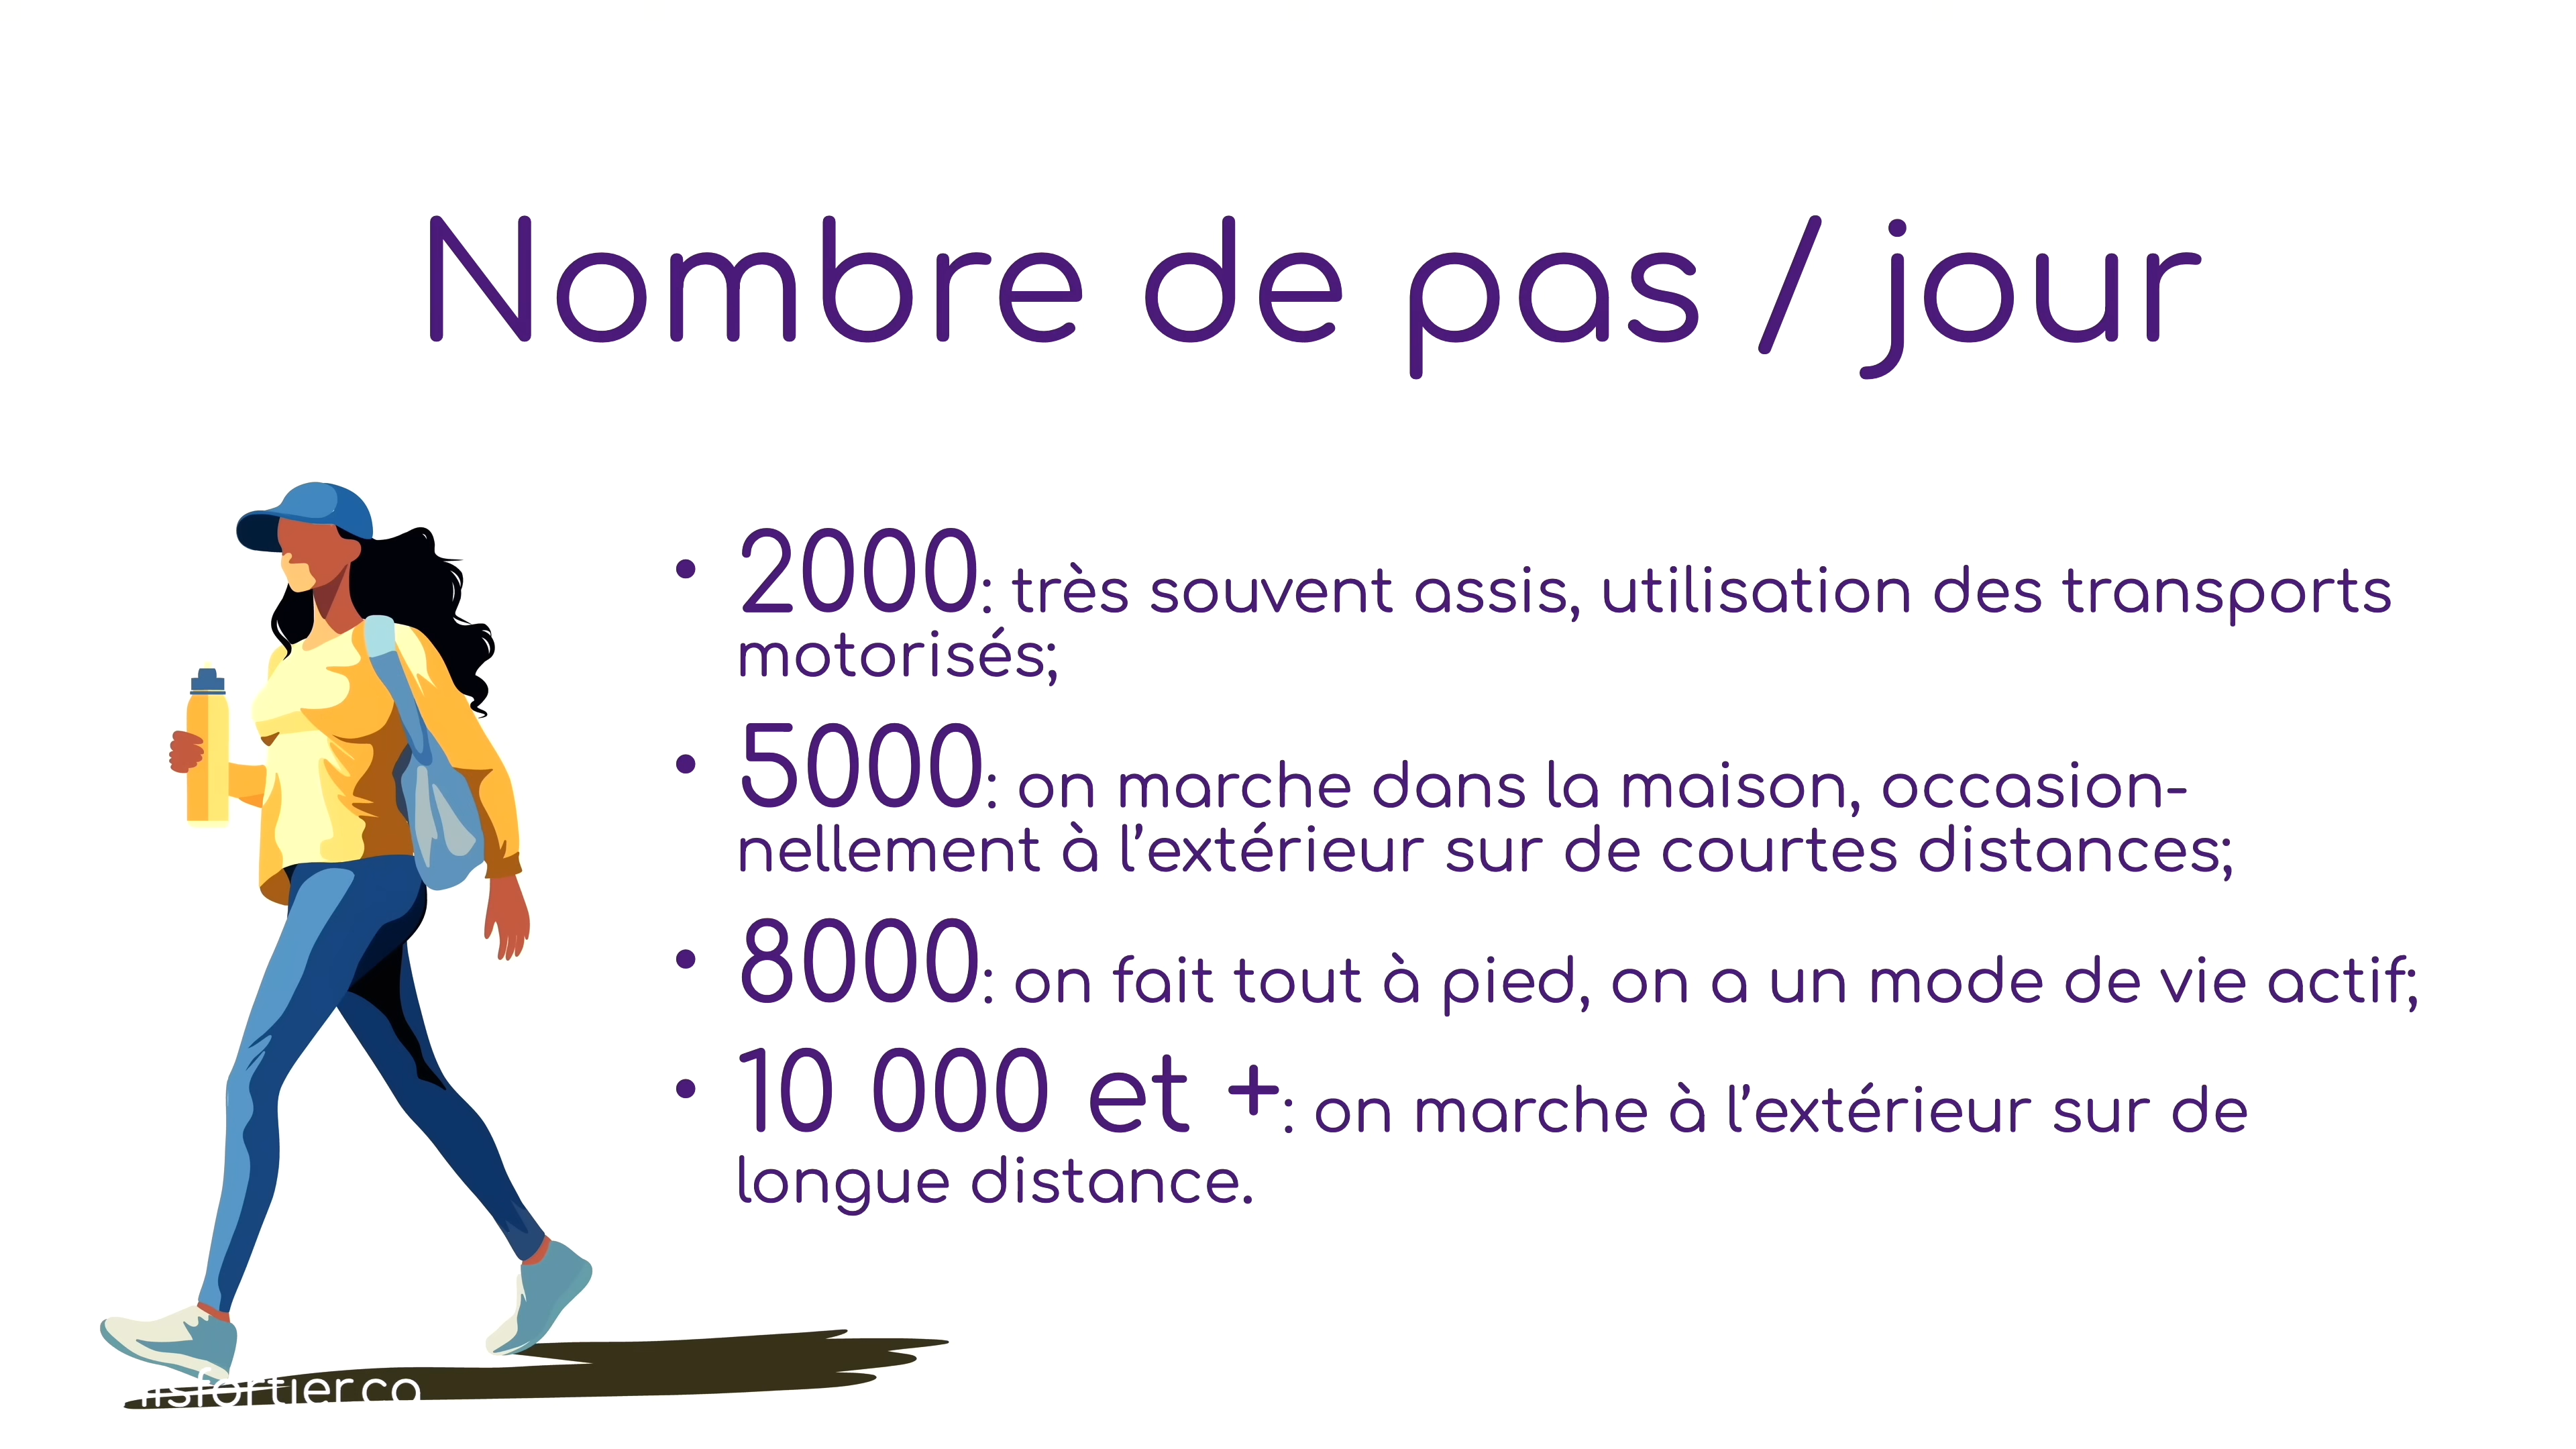 Nombre de pas / jour
• 2000: très souvent assis, utilisation des transports
motorisés;
• 5000: on marche dans la maison, occasion-
nellement à l’extérieur sur de courtes distances;
• 8000: on fait tout à pied, on a un mode de vie actif;
• 10 000 et +: on marche à l’extérieur sur de
longue distance.